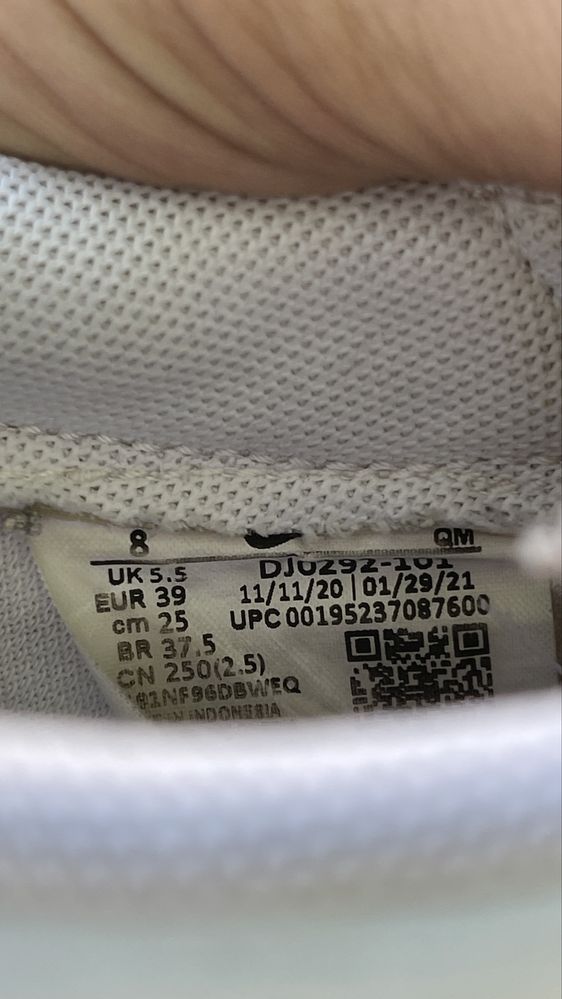 8 QM
UK 5.5
EUR 39
cm 25
BR 37.5
CN 250(2.5)
DJ0292-101
11/11/20 | 01/29/21
UPC 00195237087600
INDONESIA